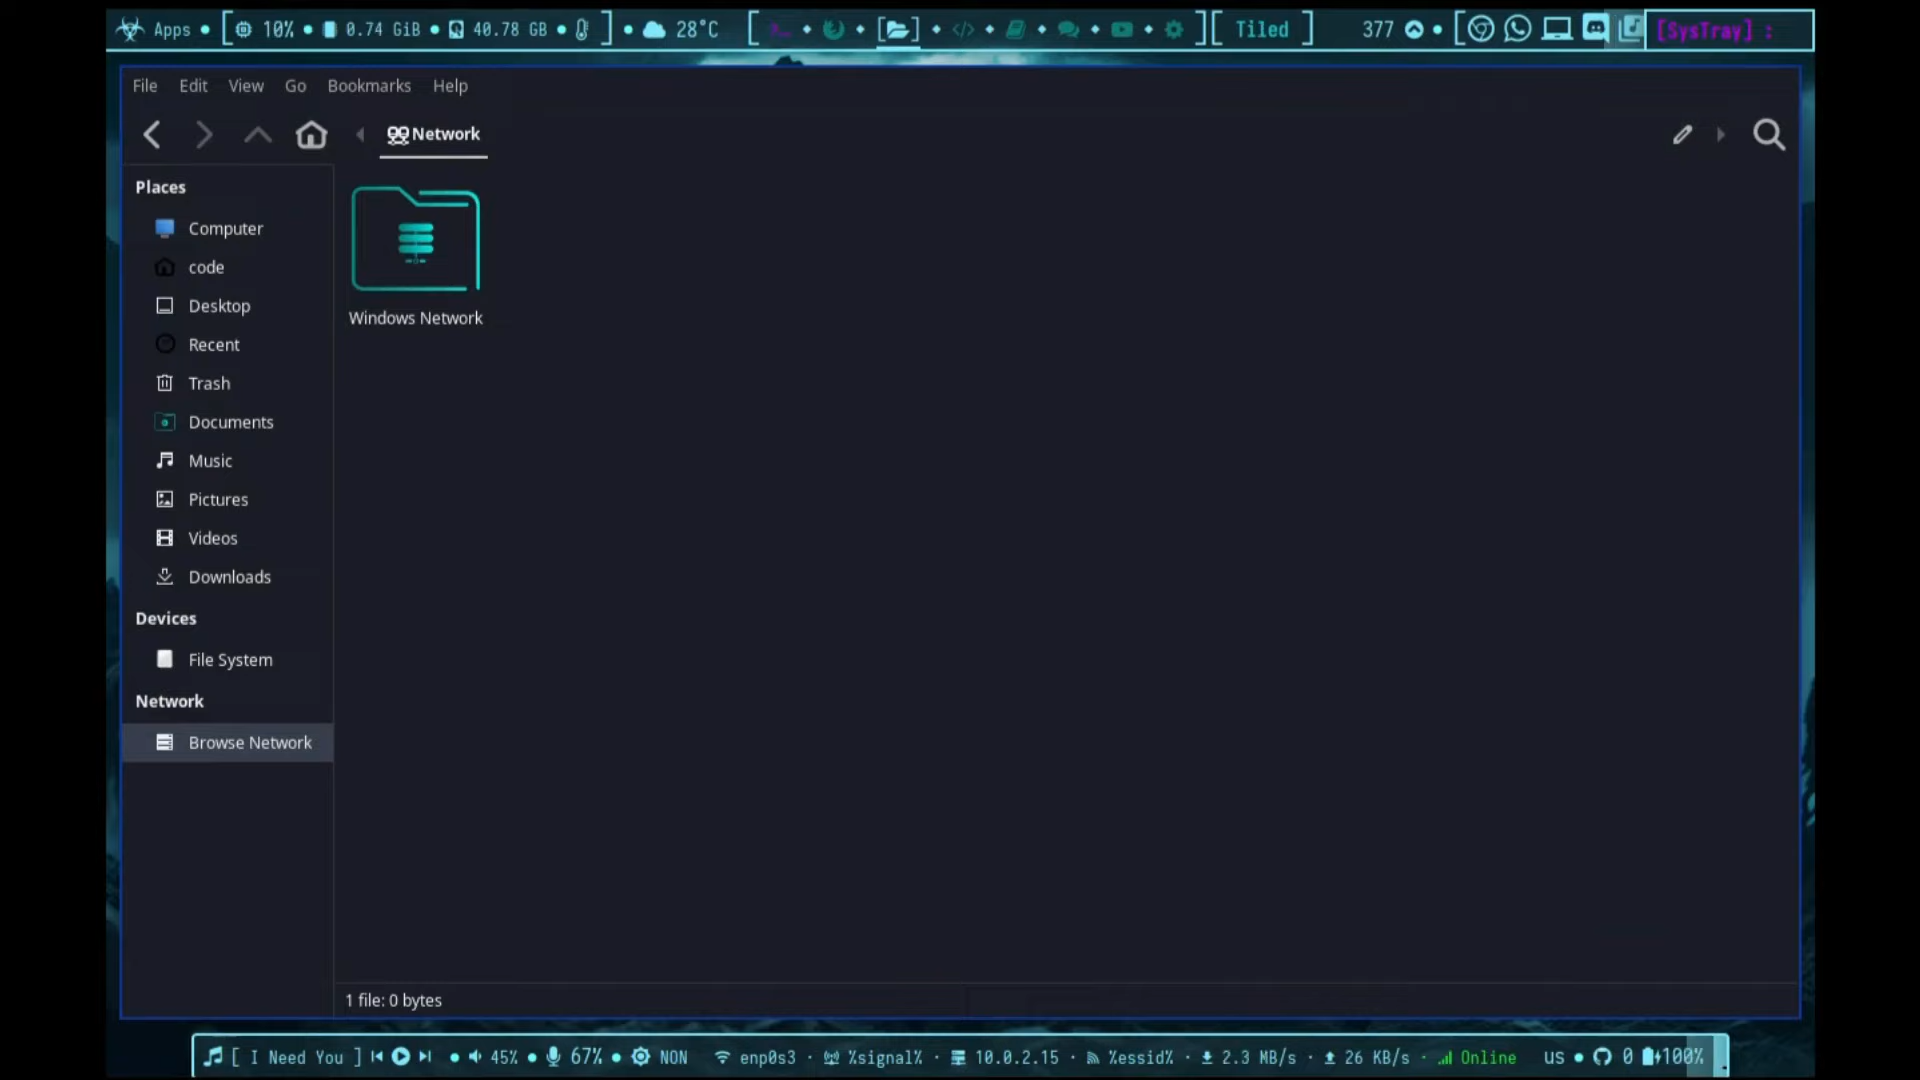 Apps
10%
0.74 GiB
40.78 GB
28°C
Tiled
377
[SysTray] :
File Edit View Go Bookmarks Help
Network
Places
Computer
code
Desktop
Recent
Trash
Documents
Music
Pictures
Videos
Downloads
Devices
File System
Network
Browse Network
Windows Network
1 file: 0 bytes
[ I Need You ] 45% 67% NON enp0s3 · %signal% · 10.0.2.15 · %essid% · 2.3 MB/s · 26 KB/s · Online us 0 100%